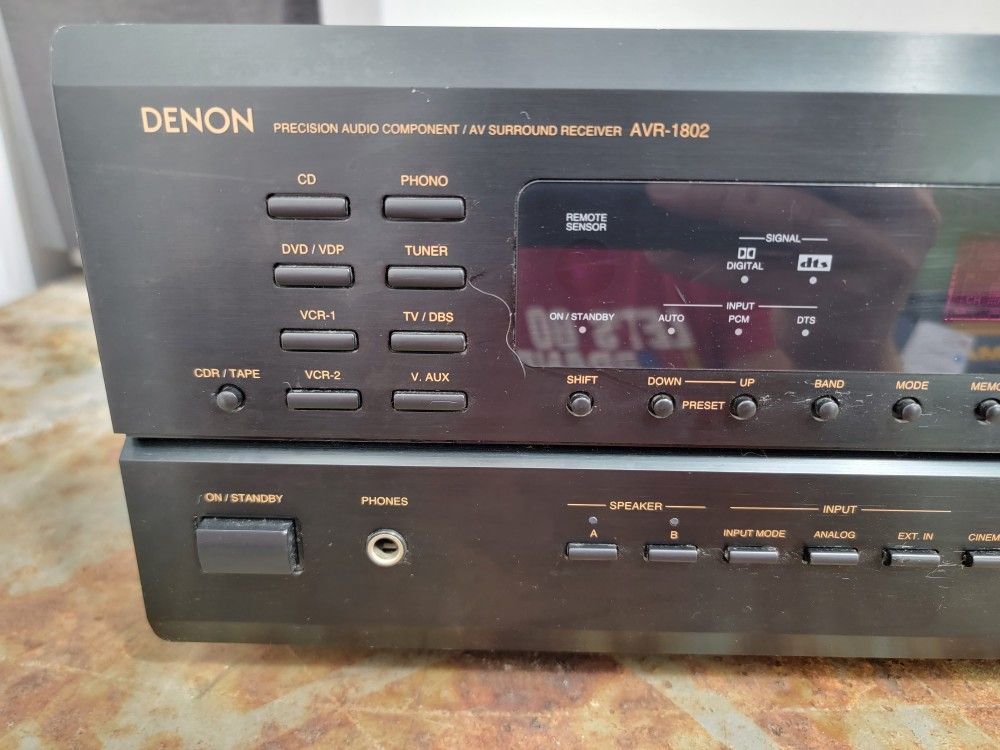 DENON PRECISION AUDIO COMPONENT / AV SURROUND RECEIVER AVR-1802
CD PHONO
DVD / VDP TUNER
VCR-1 TV / DBS
CDR / TAPE VCR-2 V. AUX
REMOTE
SENSOR
SIGNAL
DIGITAL dts
INPUT
ON / STANDBY AUTO PCM DTS
SHIFT DOWN UP BAND MODE MEMO
PRESET
ON / STANDBY PHONES
SPEAKER INPUT
A B INPUT MODE ANALOG EXT. IN CINEM